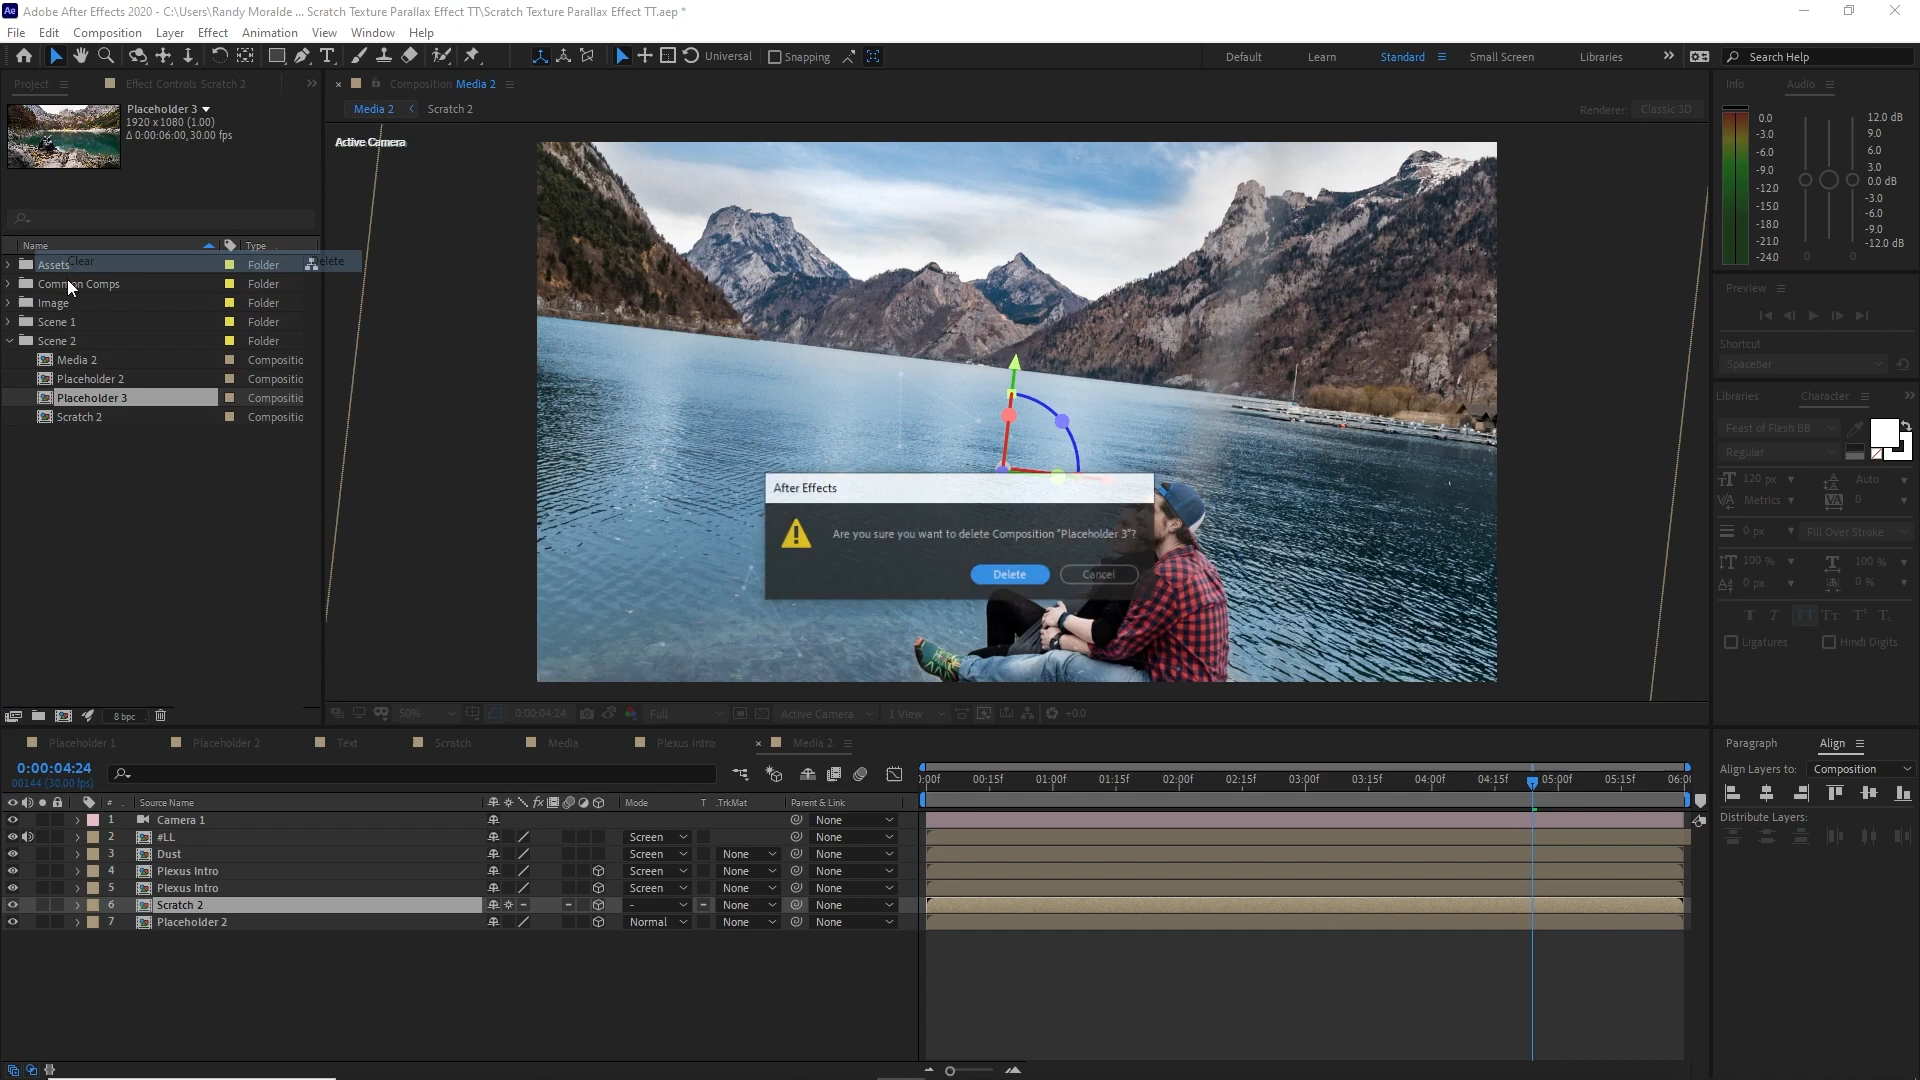 Adobe After Effects 2020 - C:\Users\Randy Moralde ... Scratch Texture Parallax Effect TT\Scratch Texture Parallax Effect TT.aep *
File Edit Composition Layer Effect Animation View Window Help
Universal Snapping Default Learn Standard Small Screen Libraries Search Help
Project Effect Controls Scratch 2
Composition Media 2
Info Audio
Placeholder 3
1920 x 1080 (1.00)
Δ 0:00:06:00, 30.00 fps
Media 2 Scratch 2
Renderer: Classic 3D
Active Camera
0.0
-3.0
-6.0
-9.0
-12.0
-15.0
-18.0
-21.0
-24.0
12.0 dB
9.0
6.0
3.0
0.0 dB
-3.0
-6.0
-9.0
-12.0 dB
0 0
Name Type
Clear
Assets Folder
Common Comps Folder
Image Folder
Scene 1 Folder
Scene 2 Folder
Media 2 Compositio
Placeholder 2 Compositio
Placeholder 3 Compositio
Scratch 2 Compositio
8 bpc
After Effects
Are you sure you want to delete Composition "Placeholder 3"?
Delete Cancel
Preview
Shortcut
Spacebar
Libraries Character
Feast of Flesh BB
Regular
120 px Auto
Metrics 0
0 px Fill Over Stroke
100 % 100 %
0 px 0 %
Ligatures Hindi Digits
50% 0:00:04:24 Full Active Camera 1 View +0.0
Placeholder 1 Placeholder 2 Text Scratch Media Plexus Intro Media 2
0:00:04:24
00144 (30.00 fps)
00:15f 01:00f 01:15f 02:00f 02:15f 03:00f 03:15f 04:00f 04:15f 05:00f 05:15f
# Source Name Mode T .TrkMat Parent & Link
1 Camera 1 None
2 #LL Screen None
3 Dust Screen None None
4 Plexus Intro Screen None None
5 Plexus Intro Screen None None
6 Scratch 2 - None None
7 Placeholder 2 Normal None None
Paragraph Align
Align Layers to: Composition
Distribute Layers: